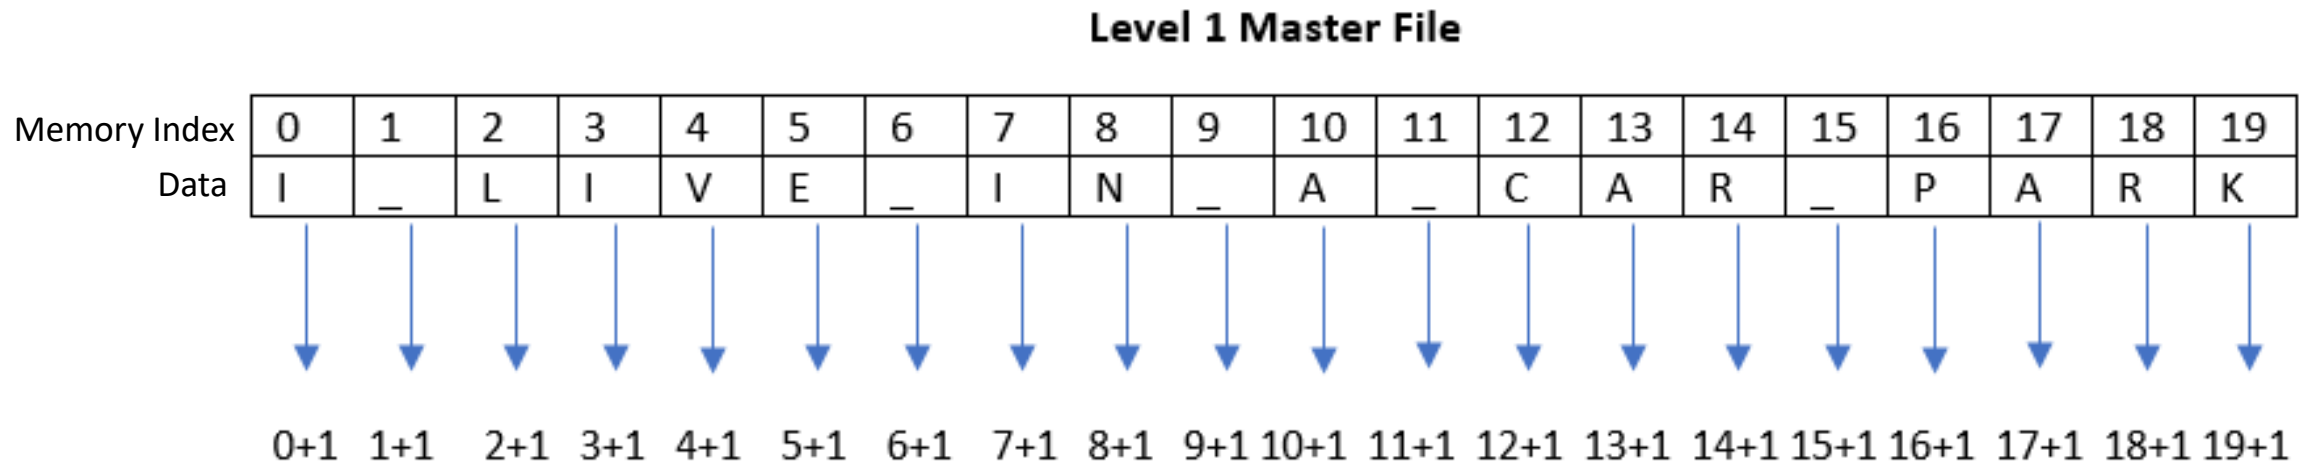 Level 1 Master File
Memory Index 0 1 2 3 4 5 6 7 8 9 10 11 12 13 14 15 16 17 18 19
Data I _ L I V E _ I N _ A _ C A R _ P A R K
0+1 1+1 2+1 3+1 4+1 5+1 6+1 7+1 8+1 9+1 10+1 11+1 12+1 13+1 14+1 15+1 16+1 17+1 18+1 19+1